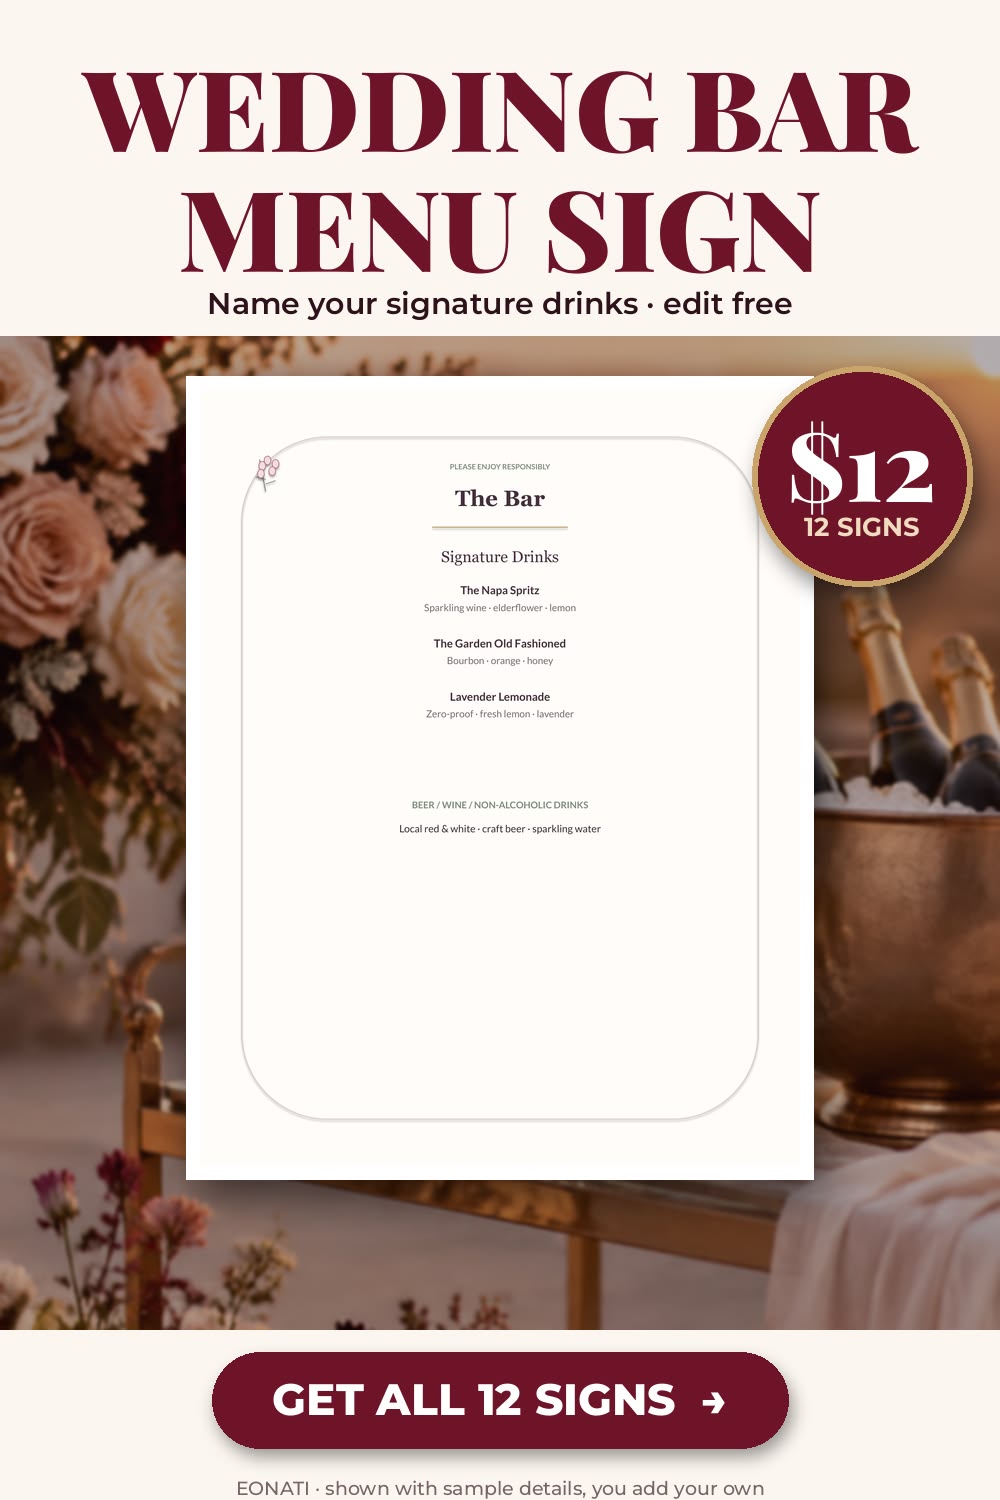 WEDDING BAR
MENU SIGN
Name your signature drinks · edit free
$12
12 SIGNS
PLEASE ENJOY RESPONSIBLY
The Bar
Signature Drinks
The Napa Spritz
Sparkling wine · elderflower · lemon
The Garden Old Fashioned
Bourbon · orange · honey
Lavender Lemonade
Zero-proof · fresh lemon · lavender
BEER / WINE / NON-ALCOHOLIC DRINKS
Local red & white · craft beer · sparkling water
GET ALL 12 SIGNS →
EONATI · shown with sample details, you add your own